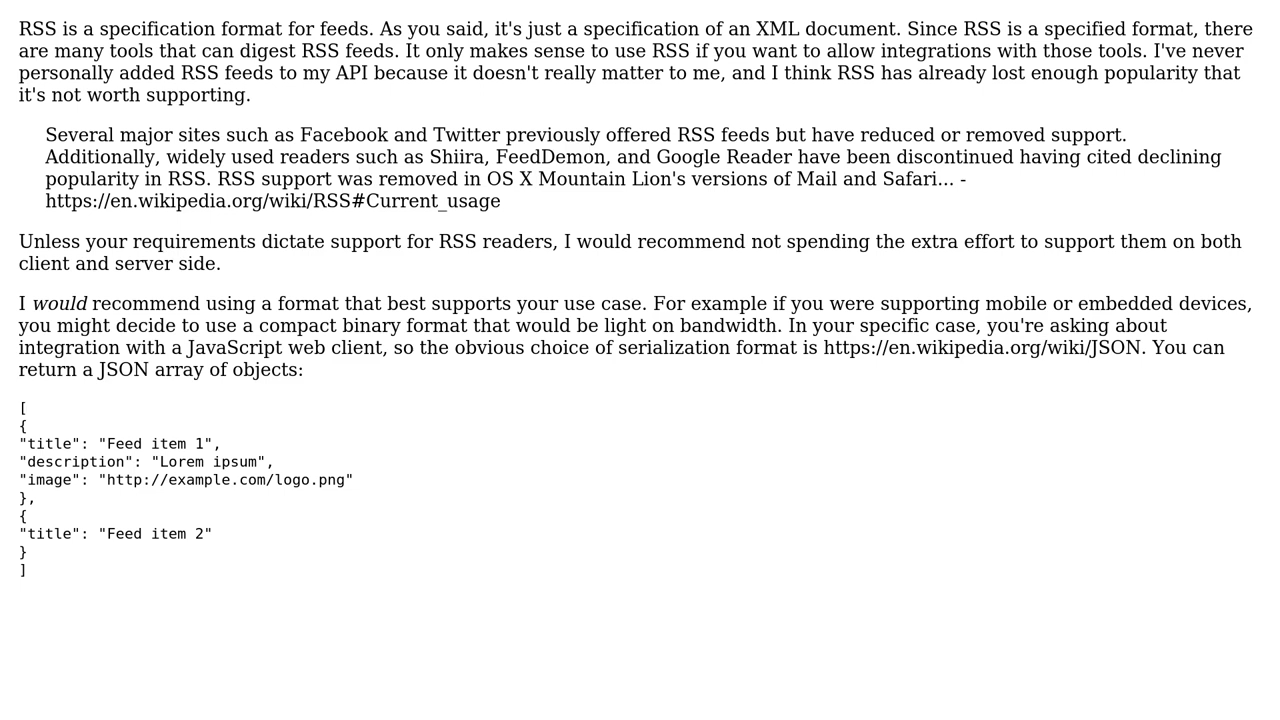 RSS is a specification format for feeds. As you said, it's just a specification of an XML document. Since RSS is a specified format, there
are many tools that can digest RSS feeds. It only makes sense to use RSS if you want to allow integrations with those tools. I've never
personally added RSS feeds to my API because it doesn't really matter to me, and I think RSS has already lost enough popularity that
it's not worth supporting.
Several major sites such as Facebook and Twitter previously offered RSS feeds but have reduced or removed support.
Additionally, widely used readers such as Shiira, FeedDemon, and Google Reader have been discontinued having cited declining
popularity in RSS. RSS support was removed in OS X Mountain Lion's versions of Mail and Safari... -
https://en.wikipedia.org/wiki/RSS#Current_usage
Unless your requirements dictate support for RSS readers, I would recommend not spending the extra effort to support them on both
client and server side.
I would recommend using a format that best supports your use case. For example if you were supporting mobile or embedded devices,
you might decide to use a compact binary format that would be light on bandwidth. In your specific case, you're asking about
integration with a JavaScript web client, so the obvious choice of serialization format is https://en.wikipedia.org/wiki/JSON. You can
return a JSON array of objects:
[
{
"title": "Feed item 1",
"description": "Lorem ipsum",
"image": "http://example.com/logo.png"
},
{
"title": "Feed item 2"
}
]